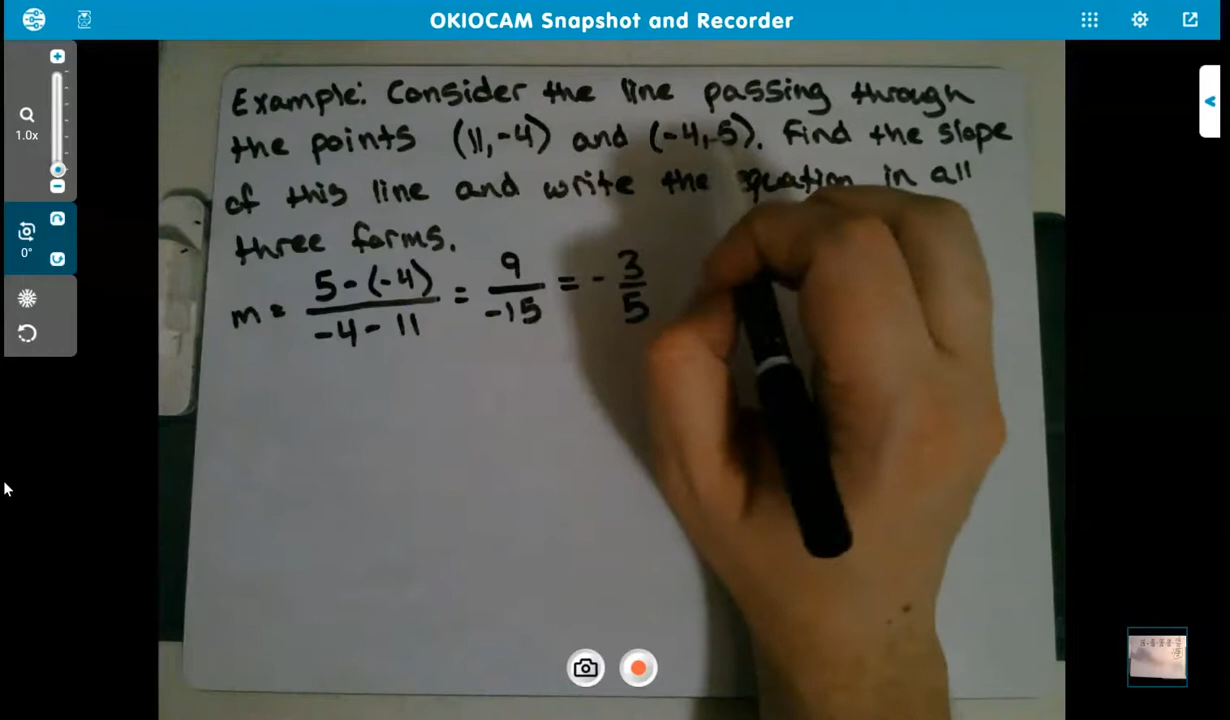 OKIOCAM Snapshot and Recorder
1.0x
0°
Example: Consider the line passing through
the points (11,-4) and (-4,-5). Find the slope
of this line and write the equation in all
three forms.
m = 5-(-4) / -4-11 = 9 / -15 = - 3 / 5